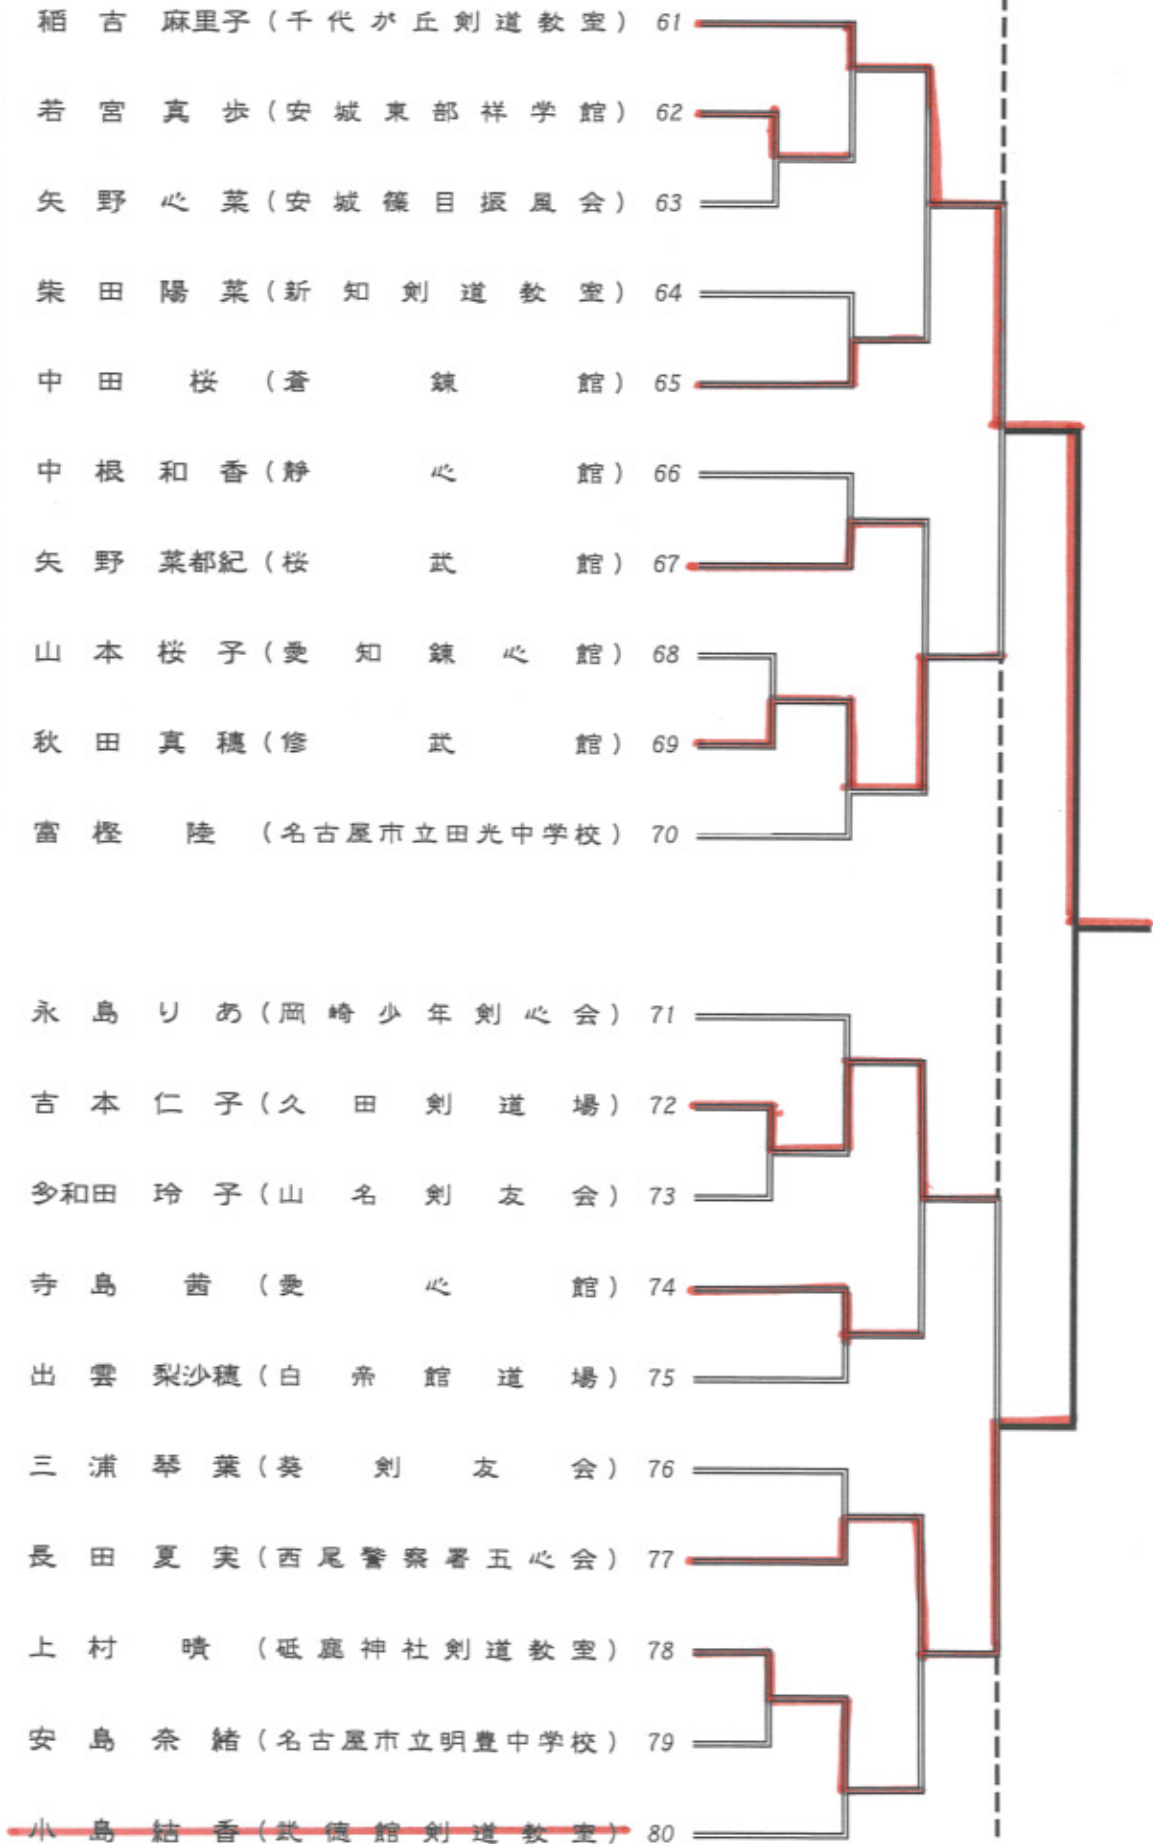 稲吉 麻里子(千代が丘剣道教室) 61
若宮真歩(安城東部祥学館) 62
矢野心菜(安城篠目振風会) 63
柴田陽菜(新知剣道教室) 64
中田 桜(蒼錬館) 65
中根和香(静心館) 66
矢野 菜都紀(桜武館) 67
山本桜子(愛知錬心館) 68
秋田真穂(修武館) 69
富樫 陸(名古屋市立田光中学校) 70
永島りあ(岡崎少年剣心会) 71
吉本仁子(久田剣道場) 72
多和田玲子(山名剣友会) 73
寺島 茜(愛心館) 74
出雲 梨沙穂(白帝館道場) 75
三浦琴葉(葵剣友会) 76
長田夏実(西尾警察署五心会) 77
上村 晴(砥鹿神社剣道教室) 78
安島奈緒(名古屋市立明豊中学校) 79
小島結香(武徳館剣道教室) 80